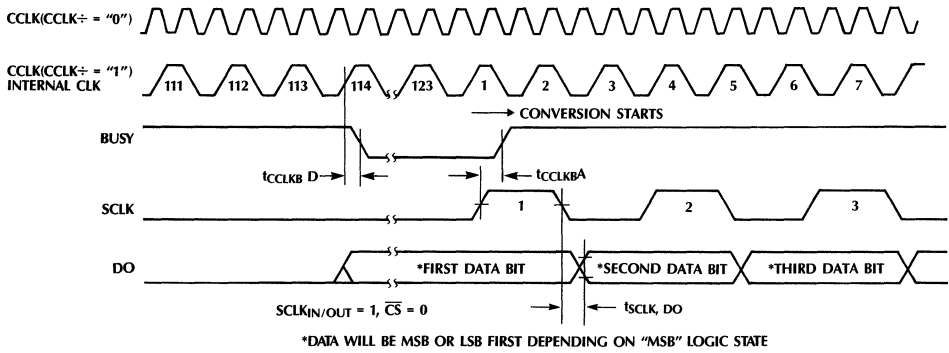 CCLK(CCLK÷ = “0”)
CCLK(CCLK÷ = “1”)
INTERNAL CLK
111 112 113 114 123 1 2 3 4 5 6 7
CONVERSION STARTS
BUSY
tCCLKB D
tCCLKBA
SCLK
1 2 3
DO
*FIRST DATA BIT *SECOND DATA BIT *THIRD DATA BIT
SCLKIN/OUT = 1, C̅S̅ = 0
tSCLK, DO
*DATA WILL BE MSB OR LSB FIRST DEPENDING ON “MSB” LOGIC STATE